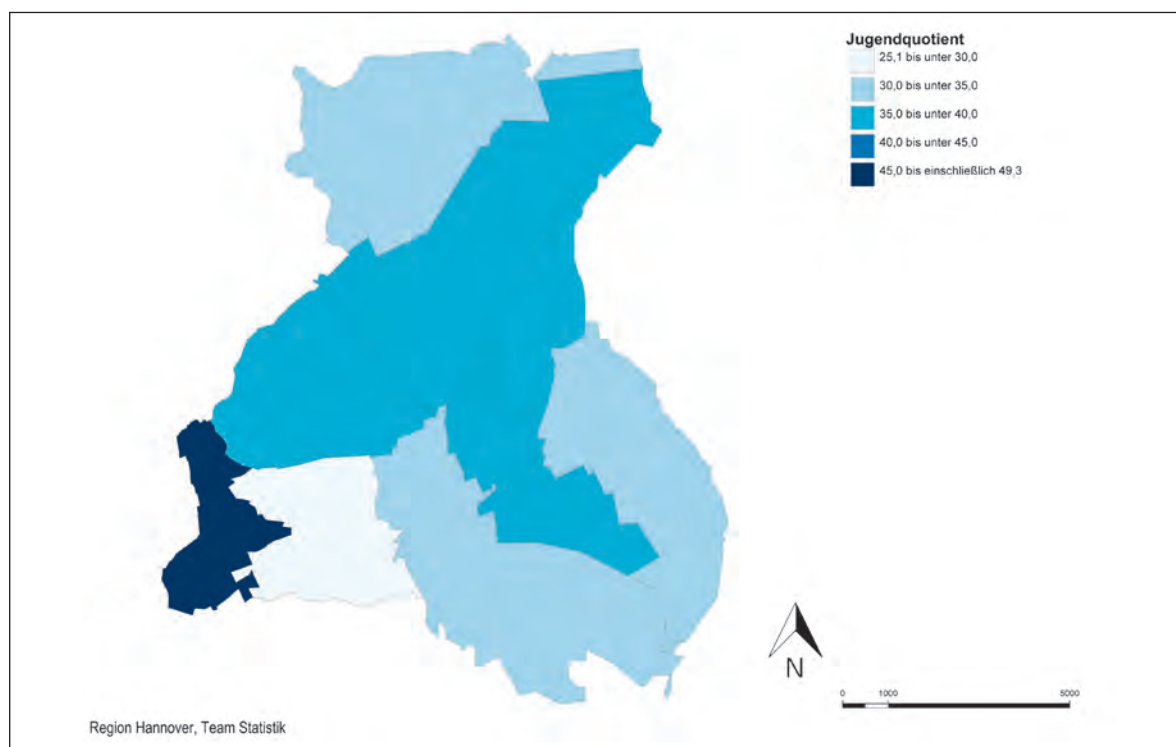 Jugendquotient
25,1 bis unter 30,0
30,0 bis unter 35,0
35,0 bis unter 40,0
40,0 bis unter 45,0
45,0 bis einschließlich 49,3
N
0 1000 5000
Region Hannover, Team Statistik